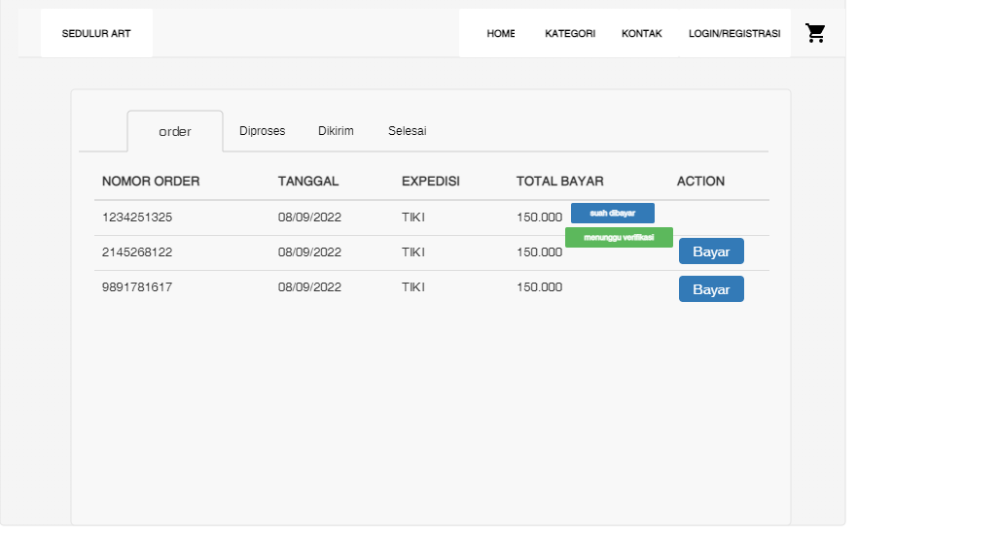 SEDULUR ART HOME KATEGORI KONTAK LOGIN/REGISTRASI
order Diproses Dikirim Selesai
NOMOR ORDER TANGGAL EXPEDISI TOTAL BAYAR ACTION
1234251325 08/09/2022 TIKI 150.000 suah dibayar
menunggu verifikasi
2145268122 08/09/2022 TIKI 150.000 Bayar
9891781617 08/09/2022 TIKI 150.000 Bayar